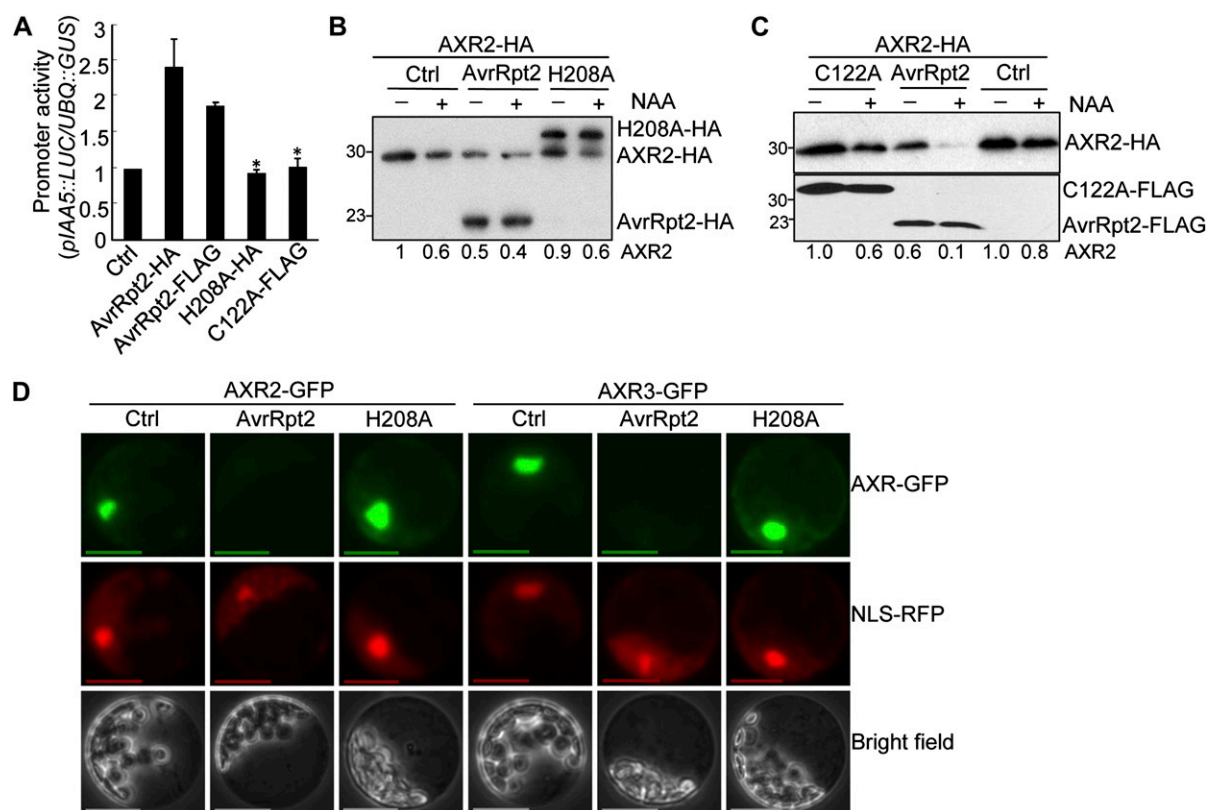 A
Promoter activity
(pIAA5::LUC/UBQ::GUS)
3
2.5
2
1.5
1
0.5
0
*
*
Ctrl
AvrRpt2-HA
AvrRpt2-FLAG
H208A-HA
C122A-FLAG
B
AXR2-HA
Ctrl AvrRpt2 H208A
– + – + – + NAA
H208A-HA
30 AXR2-HA
23 AvrRpt2-HA
1 0.6 0.5 0.4 0.9 0.6 AXR2
C
AXR2-HA
C122A AvrRpt2 Ctrl
– + – + – + NAA
30 AXR2-HA
30 C122A-FLAG
23 AvrRpt2-FLAG
1.0 0.6 0.6 0.1 1.0 0.8 AXR2
D
AXR2-GFP AXR3-GFP
Ctrl AvrRpt2 H208A Ctrl AvrRpt2 H208A
AXR-GFP
NLS-RFP
Bright field